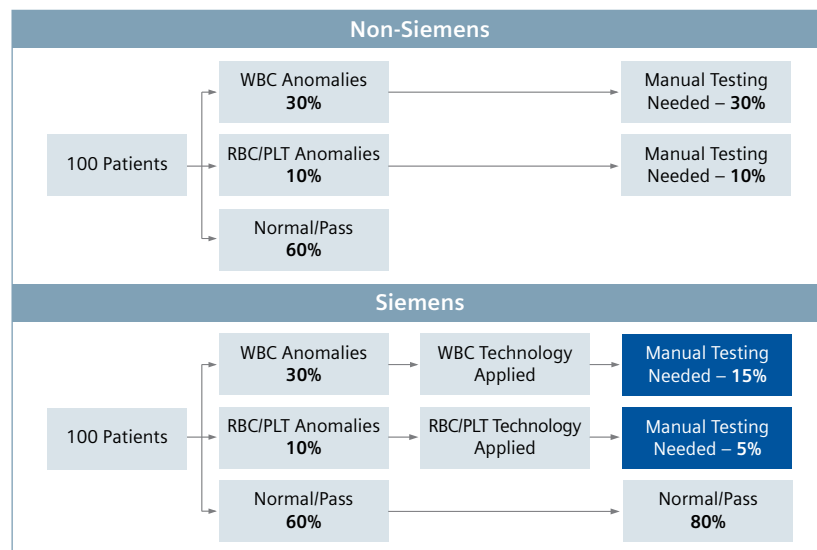 Non-Siemens
WBC Anomalies
30%
Manual Testing
Needed – 30%
100 Patients
RBC/PLT Anomalies
10%
Manual Testing
Needed – 10%
Normal/Pass
60%
Siemens
WBC Anomalies
30%
WBC Technology
Applied
Manual Testing
Needed – 15%
100 Patients
RBC/PLT Anomalies
10%
RBC/PLT Technology
Applied
Manual Testing
Needed – 5%
Normal/Pass
60%
Normal/Pass
80%